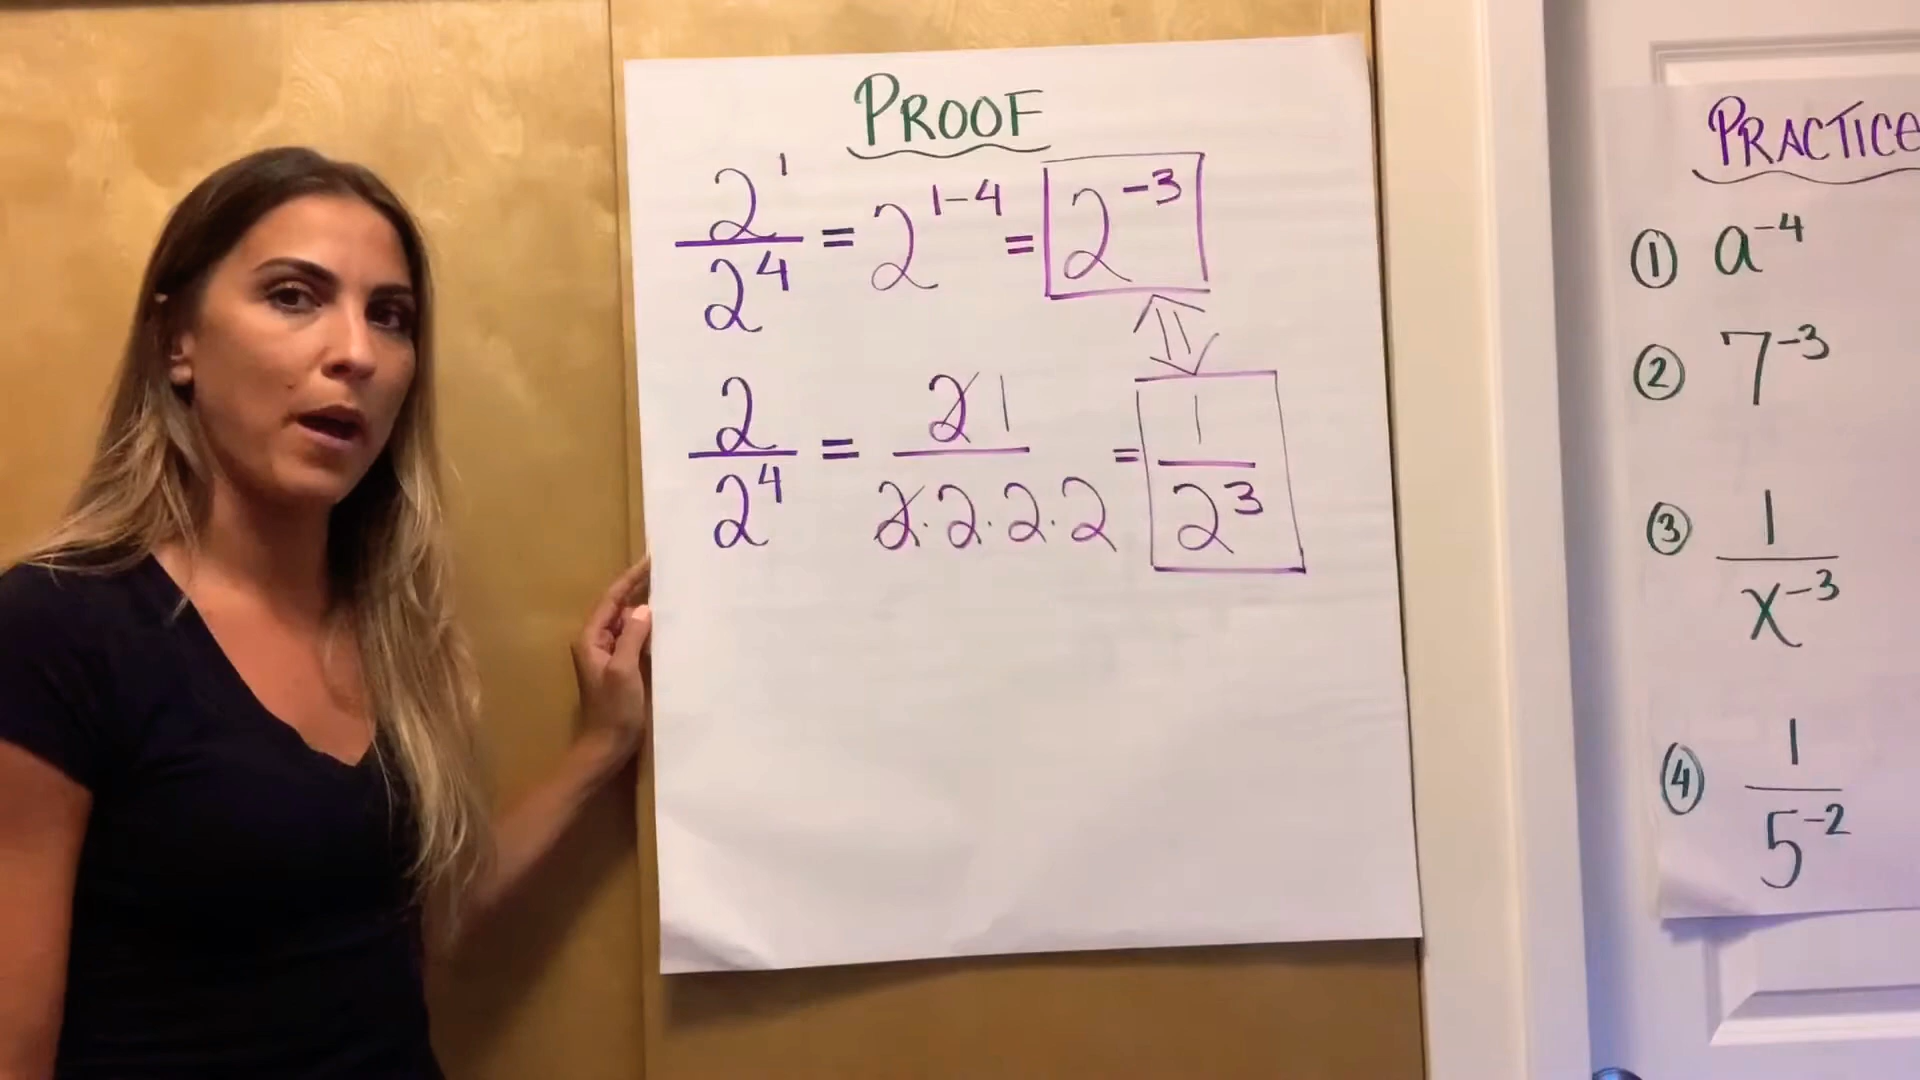 PROOF
2^1/2^4 = 2^{1-4} = 2^{-3}
2/2^4 = 2 1/2·2·2·2 = 1/2^3
PRACTICE
① a^{-4}
② 7^{-3}
③ 1/x^{-3}
④ 1/5^{-2}